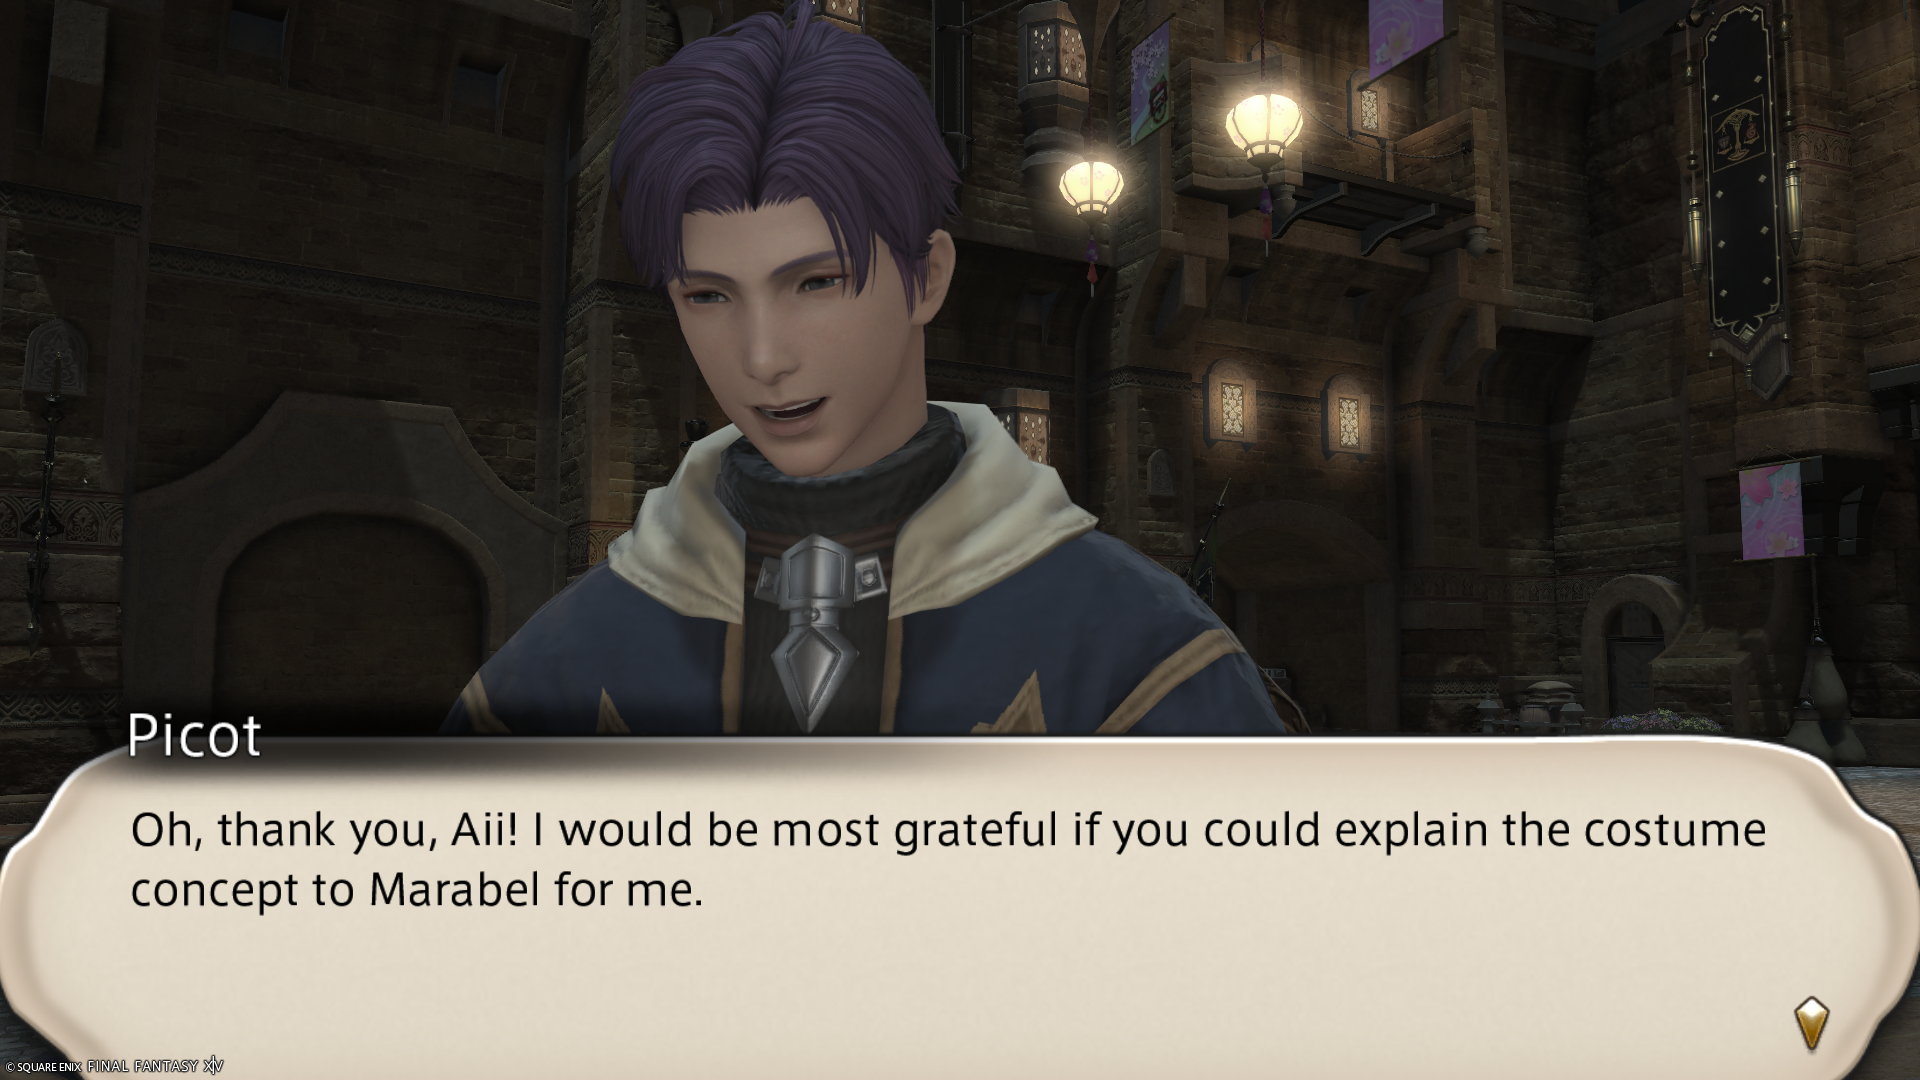 Picot
Oh, thank you, Aii! I would be most grateful if you could explain the costume
concept to Marabel for me.
© SQUARE ENIX FINAL FANTASY XIV